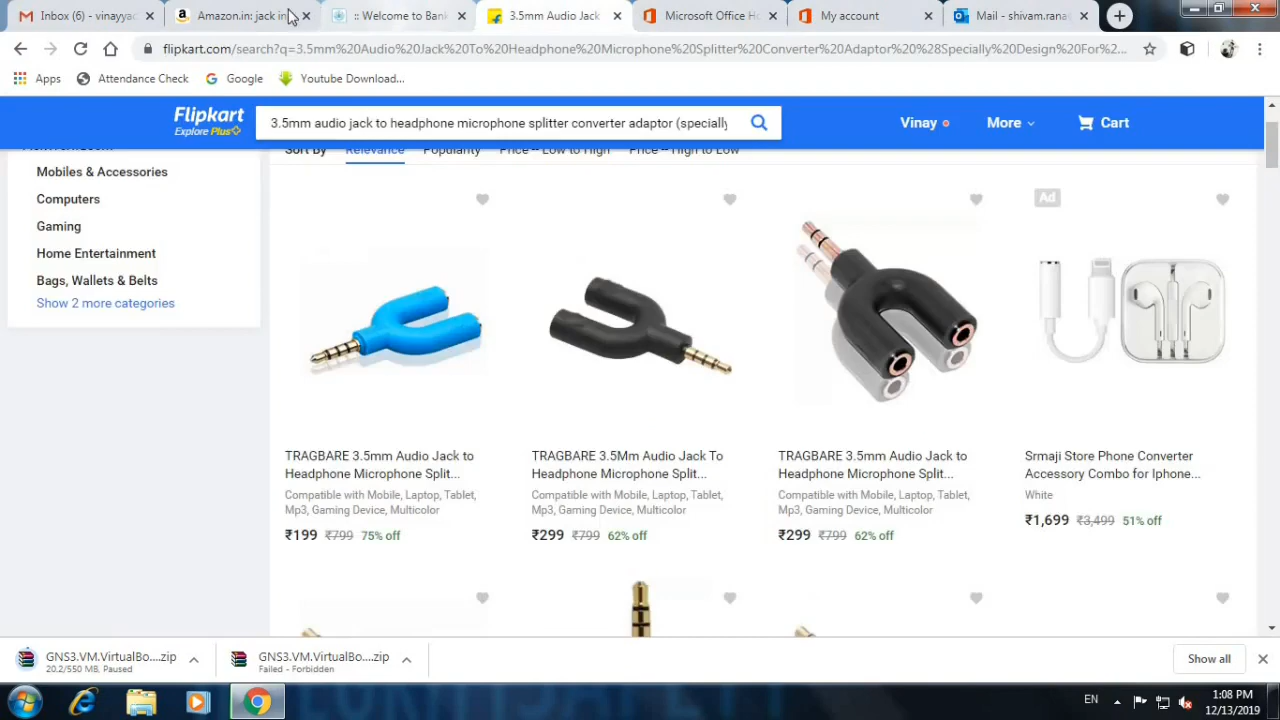 Inbox (6) - vinayyac
Amazon.in: jack in
:: Welcome to Bank
3.5mm Audio Jack
Microsoft Office Ho
My account
Mail - shivam.rana
flipkart.com/search?q=3.5mm%20Audio%20Jack%20To%20Headphone%20Microphone%20Splitter%20Converter%20Adaptor%20%28Specially%20Design%20For%2...
Apps
Attendance Check
Google
Youtube Download...
Flipkart
Explore Plus
3.5mm audio jack to headphone microphone splitter converter adaptor (specially
Vinay
More
Cart
Sort By
Relevance
Popularity
Price -- Low to High
Price -- High to Low
Mobiles & Accessories
Computers
Gaming
Home Entertainment
Bags, Wallets & Belts
Show 2 more categories
Ad
TRAGBARE 3.5mm Audio Jack to
Headphone Microphone Split...
Compatible with Mobile, Laptop, Tablet,
Mp3, Gaming Device, Multicolor
₹199 ₹799 75% off
TRAGBARE 3.5Mm Audio Jack To
Headphone Microphone Split...
Compatible with Mobile, Laptop, Tablet,
Mp3, Gaming Device, Multicolor
₹299 ₹799 62% off
TRAGBARE 3.5mm Audio Jack to
Headphone Microphone Split...
Compatible with Mobile, Laptop, Tablet,
Mp3, Gaming Device, Multicolor
₹299 ₹799 62% off
Srmaji Store Phone Converter
Accessory Combo for Iphone...
White
₹1,699 ₹3,499 51% off
GNS3.VM.VirtualBo....zip
20.2/550 MB, Paused
GNS3.VM.VirtualBo....zip
Failed - Forbidden
Show all
EN
1:08 PM
12/13/2019